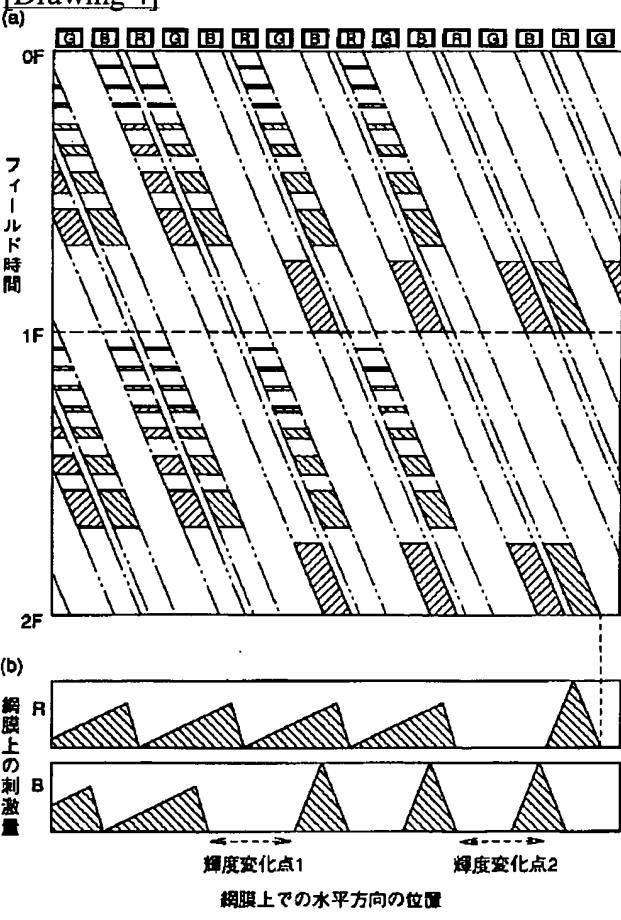 [Drawing 4]
(a)
G B R G B R G B R G B R G B R G
0F
フィールド時間
1F
2F
(b)
網膜上の刺激量
R
B
輝度変化点1 輝度変化点2
網膜上での水平方向の位置